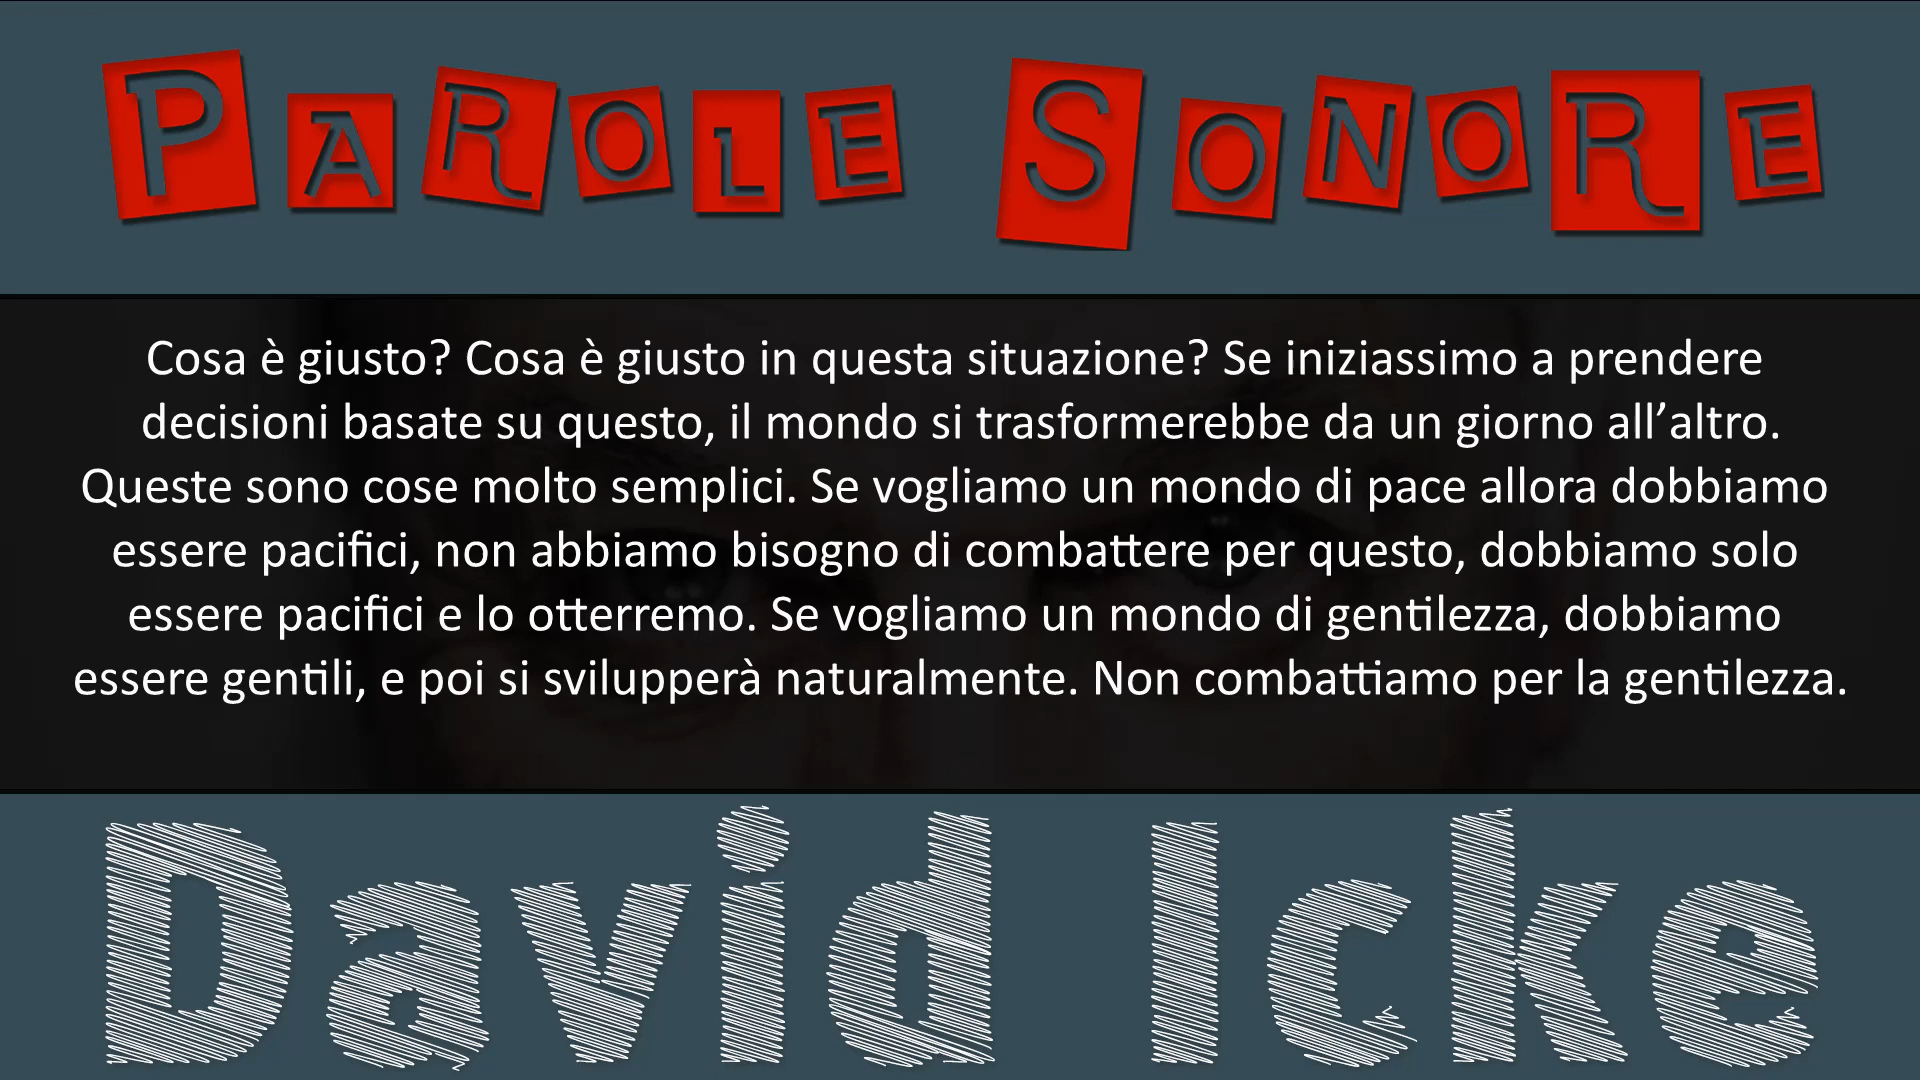 Parole Sonore
Cosa è giusto? Cosa è giusto in questa situazione? Se iniziassimo a prendere
decisioni basate su questo, il mondo si trasformerebbe da un giorno all’altro.
Queste sono cose molto semplici. Se vogliamo un mondo di pace allora dobbiamo
essere pacifici, non abbiamo bisogno di combattere per questo, dobbiamo solo
essere pacifici e lo otterremo. Se vogliamo un mondo di gentilezza, dobbiamo
essere gentili, e poi si svilupperà naturalmente. Non combattiamo per la gentilezza.
David Icke